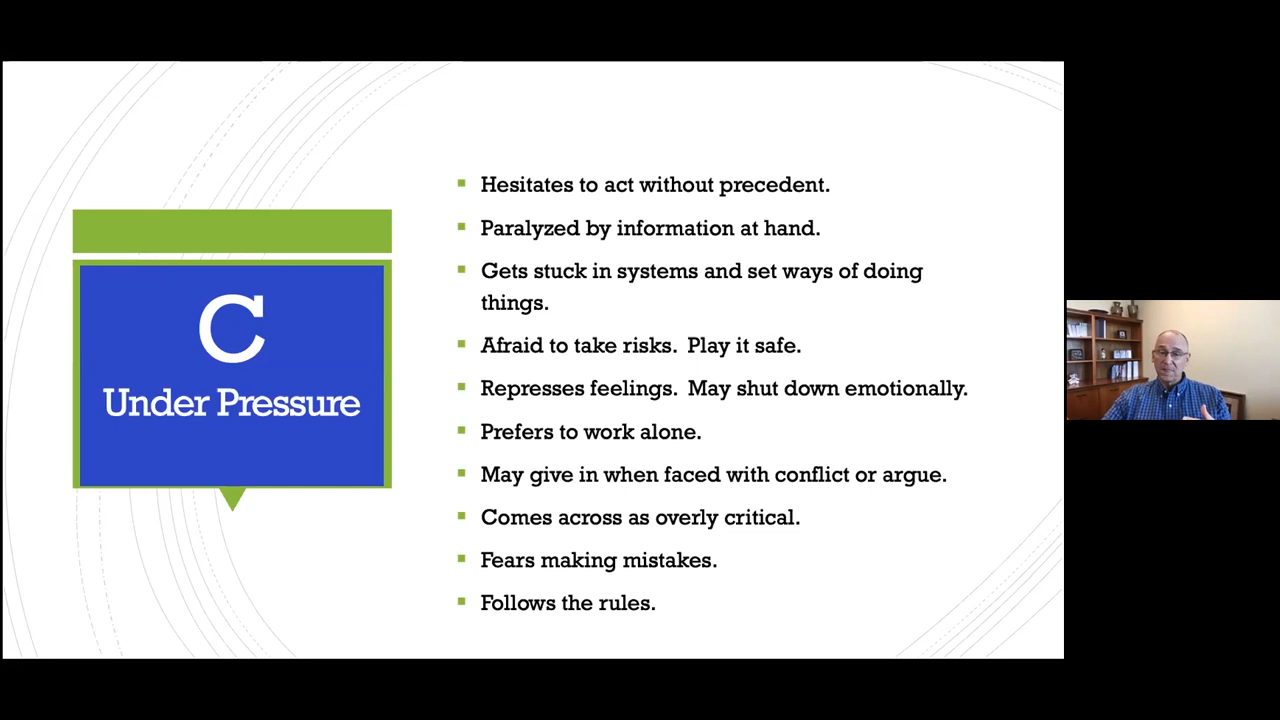 C
Under Pressure
Hesitates to act without precedent.
Paralyzed by information at hand.
Gets stuck in systems and set ways of doing
things.
Afraid to take risks.  Play it safe.
Represses feelings.  May shut down emotionally.
Prefers to work alone.
May give in when faced with conflict or argue.
Comes across as overly critical.
Fears making mistakes.
Follows the rules.